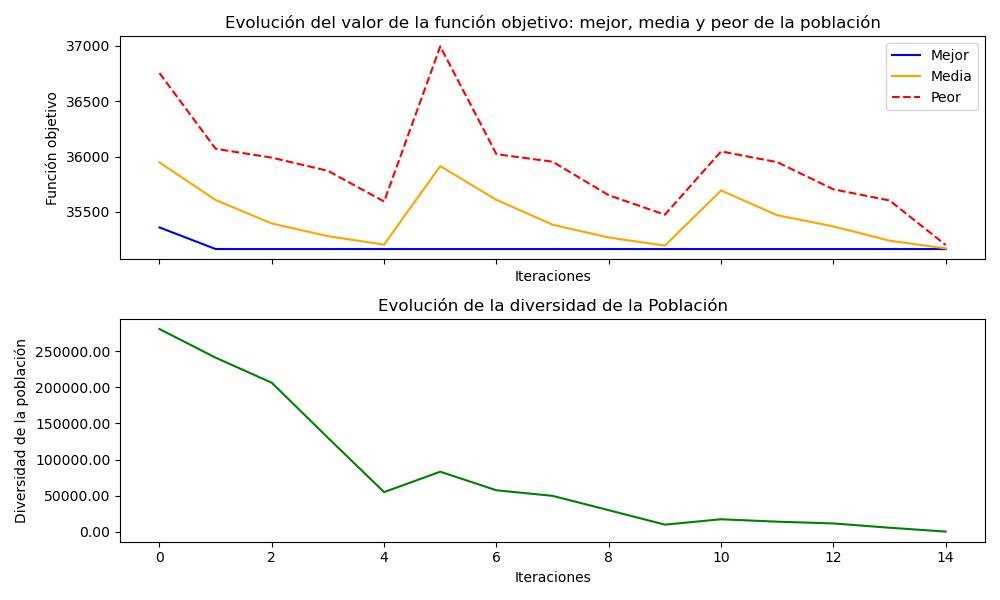 Evolución del valor de la función objetivo: mejor, media y peor de la población
37000
36500
36000
35500
Función objetivo
Mejor
Media
Peor
Iteraciones
Evolución de la diversidad de la Población
250000.00
200000.00
150000.00
100000.00
50000.00
0.00
Diversidad de la población
0 2 4 6 8 10 12 14
Iteraciones